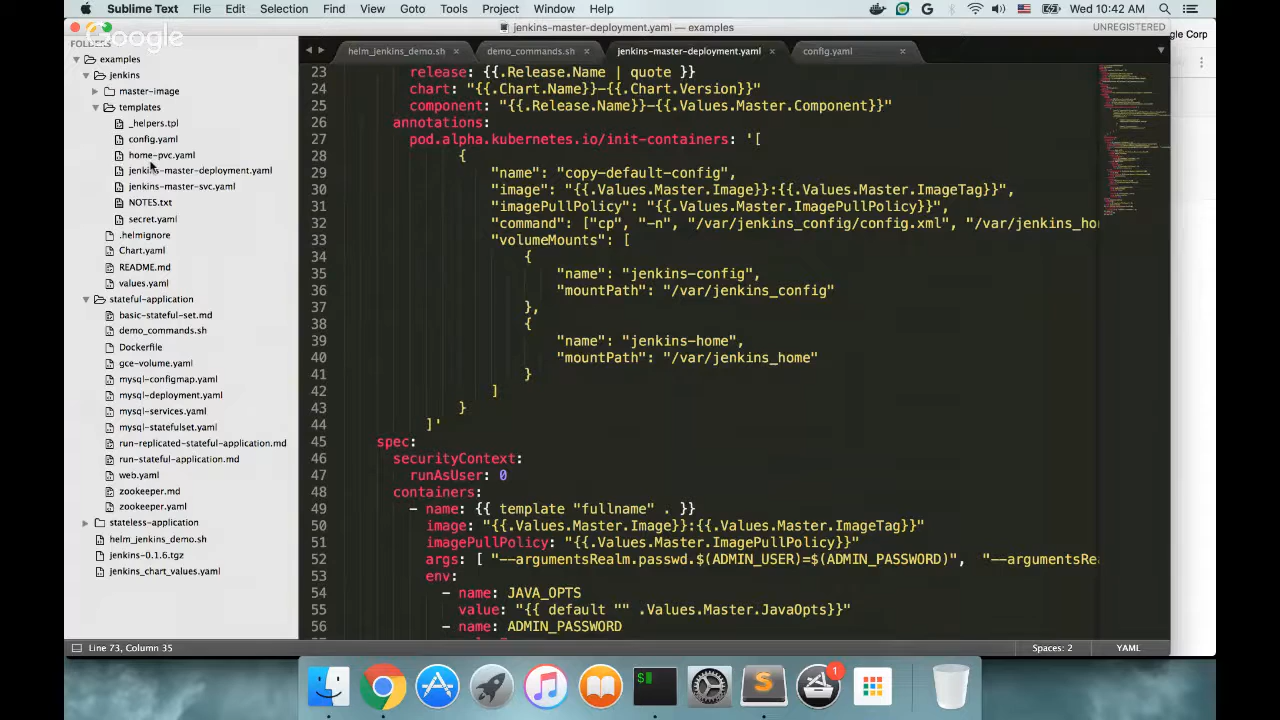 Sublime Text File Edit Selection Find View Goto Tools Project Window Help Wed 10:42 AM
jenkins-master-deployment.yaml — examples UNREGISTERED
Google
gle Corp
FOLDERS
examples
jenkins
master-image
templates
_helpers.tpl
config.yaml
home-pvc.yaml
jenkins-master-deployment.yaml
jenkins-master-svc.yaml
NOTES.txt
secret.yaml
.helmignore
Chart.yaml
README.md
values.yaml
stateful-application
basic-stateful-set.md
demo_commands.sh
Dockerfile
gce-volume.yaml
mysql-configmap.yaml
mysql-deployment.yaml
mysql-services.yaml
mysql-statefulset.yaml
run-replicated-stateful-application.md
run-stateful-application.md
web.yaml
zookeeper.md
zookeeper.yaml
stateless-application
helm_jenkins_demo.sh
jenkins-0.1.6.tgz
jenkins_chart_values.yaml
helm_jenkins_demo.sh × demo_commands.sh × jenkins-master-deployment.yaml × config.yaml ×
23 release: {{.Release.Name | quote }}
24 chart: "{{.Chart.Name}}-{{.Chart.Version}}"
25 component: "{{.Release.Name}}-{{.Values.Master.Component}}"
26 annotations:
27 pod.alpha.kubernetes.io/init-containers: '[
28 {
29 "name": "copy-default-config",
30 "image": "{{.Values.Master.Image}}:{{.Values.Master.ImageTag}}",
31 "imagePullPolicy": "{{.Values.Master.ImagePullPolicy}}",
32 "command": ["cp", "-n", "/var/jenkins_config/config.xml", "/var/jenkins_ho
33 "volumeMounts": [
34 {
35 "name": "jenkins-config",
36 "mountPath": "/var/jenkins_config"
37 },
38 {
39 "name": "jenkins-home",
40 "mountPath": "/var/jenkins_home"
41 }
42 ]
43 }
44 ]'
45 spec:
46 securityContext:
47 runAsUser: 0
48 containers:
49 - name: {{ template "fullname" . }}
50 image: "{{.Values.Master.Image}}:{{.Values.Master.ImageTag}}"
51 imagePullPolicy: "{{.Values.Master.ImagePullPolicy}}"
52 args: [ "--argumentsRealm.passwd.$(ADMIN_USER)=$(ADMIN_PASSWORD)", "--argumentsRea
53 env:
54 - name: JAVA_OPTS
55 value: "{{ default "" .Values.Master.JavaOpts}}"
56 - name: ADMIN_PASSWORD
Line 73, Column 35 Spaces: 2 YAML
$
S
1